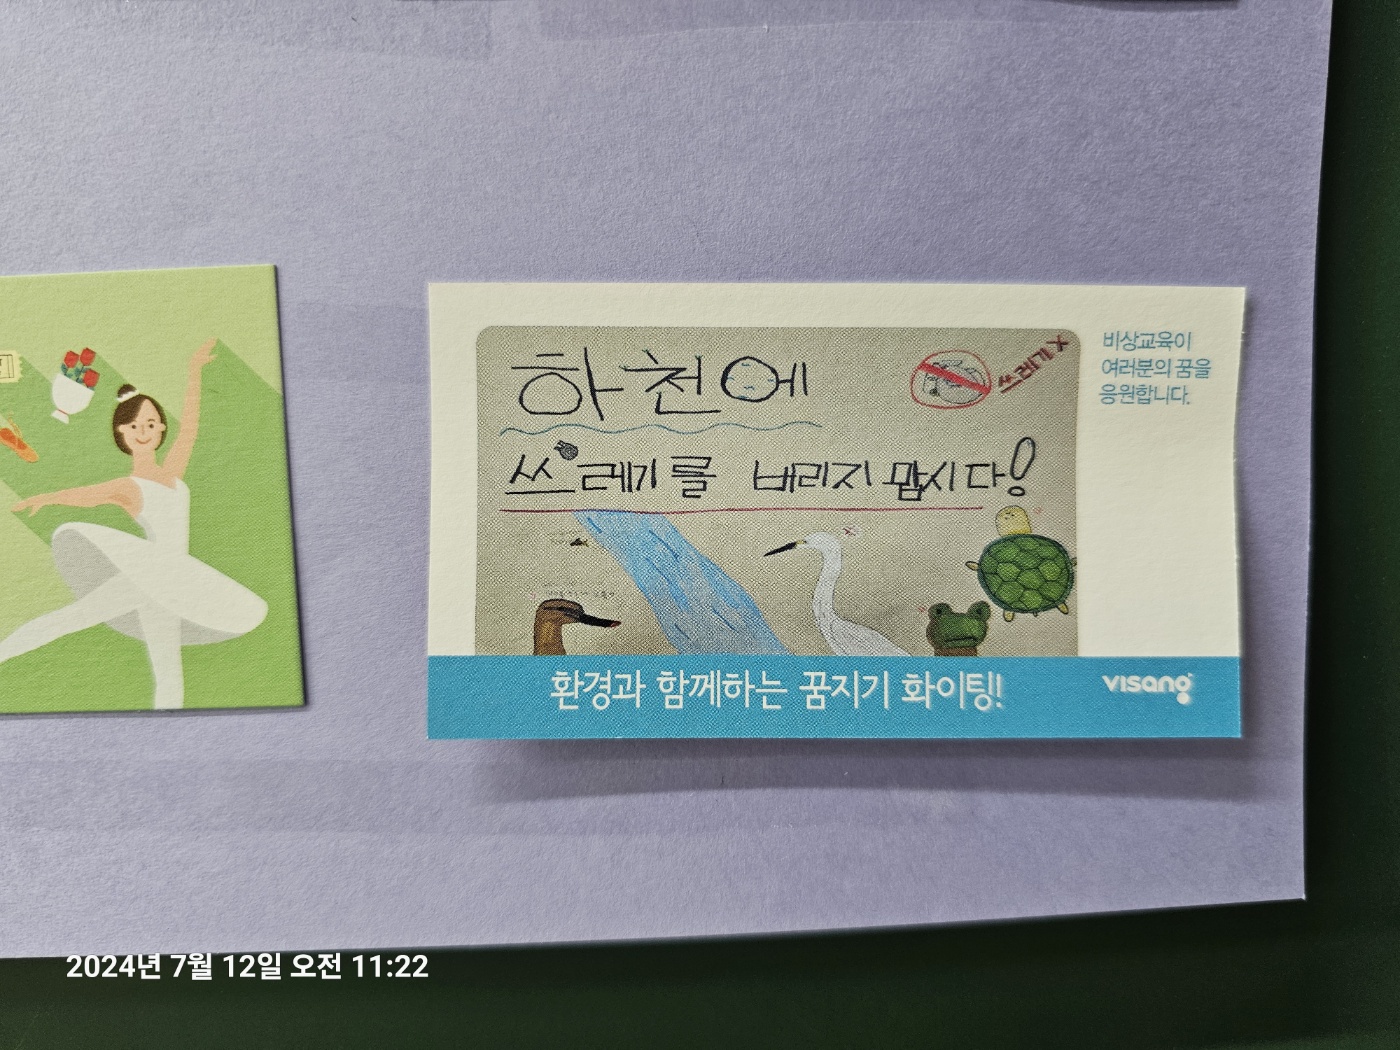 하천에
쓰레기 X
쓰레기를 버리지 맙시다!
비상교육이
여러분의 꿈을
응원합니다.
환경과 함께하는 꿈지기 화이팅!
visang
2024년 7월 12일 오전 11:22